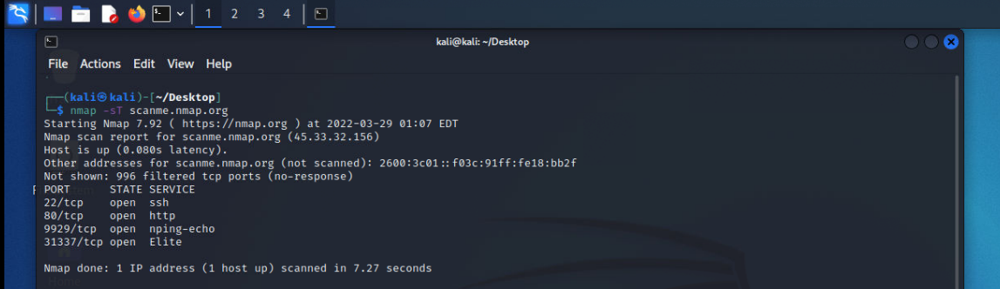 1 2 3 4
kali@kali: ~/Desktop
File Actions Edit View Help
┌──(kali㉿kali)-[~/Desktop]
└─$ nmap -sT scanme.nmap.org
Starting Nmap 7.92 ( https://nmap.org ) at 2022-03-29 01:07 EDT
Nmap scan report for scanme.nmap.org (45.33.32.156)
Host is up (0.080s latency).
Other addresses for scanme.nmap.org (not scanned): 2600:3c01::f03c:91ff:fe18:bb2f
Not shown: 996 filtered tcp ports (no-response)
PORT      STATE SERVICE
22/tcp    open  ssh
80/tcp    open  http
9929/tcp  open  nping-echo
31337/tcp open  Elite
Nmap done: 1 IP address (1 host up) scanned in 7.27 seconds
Home